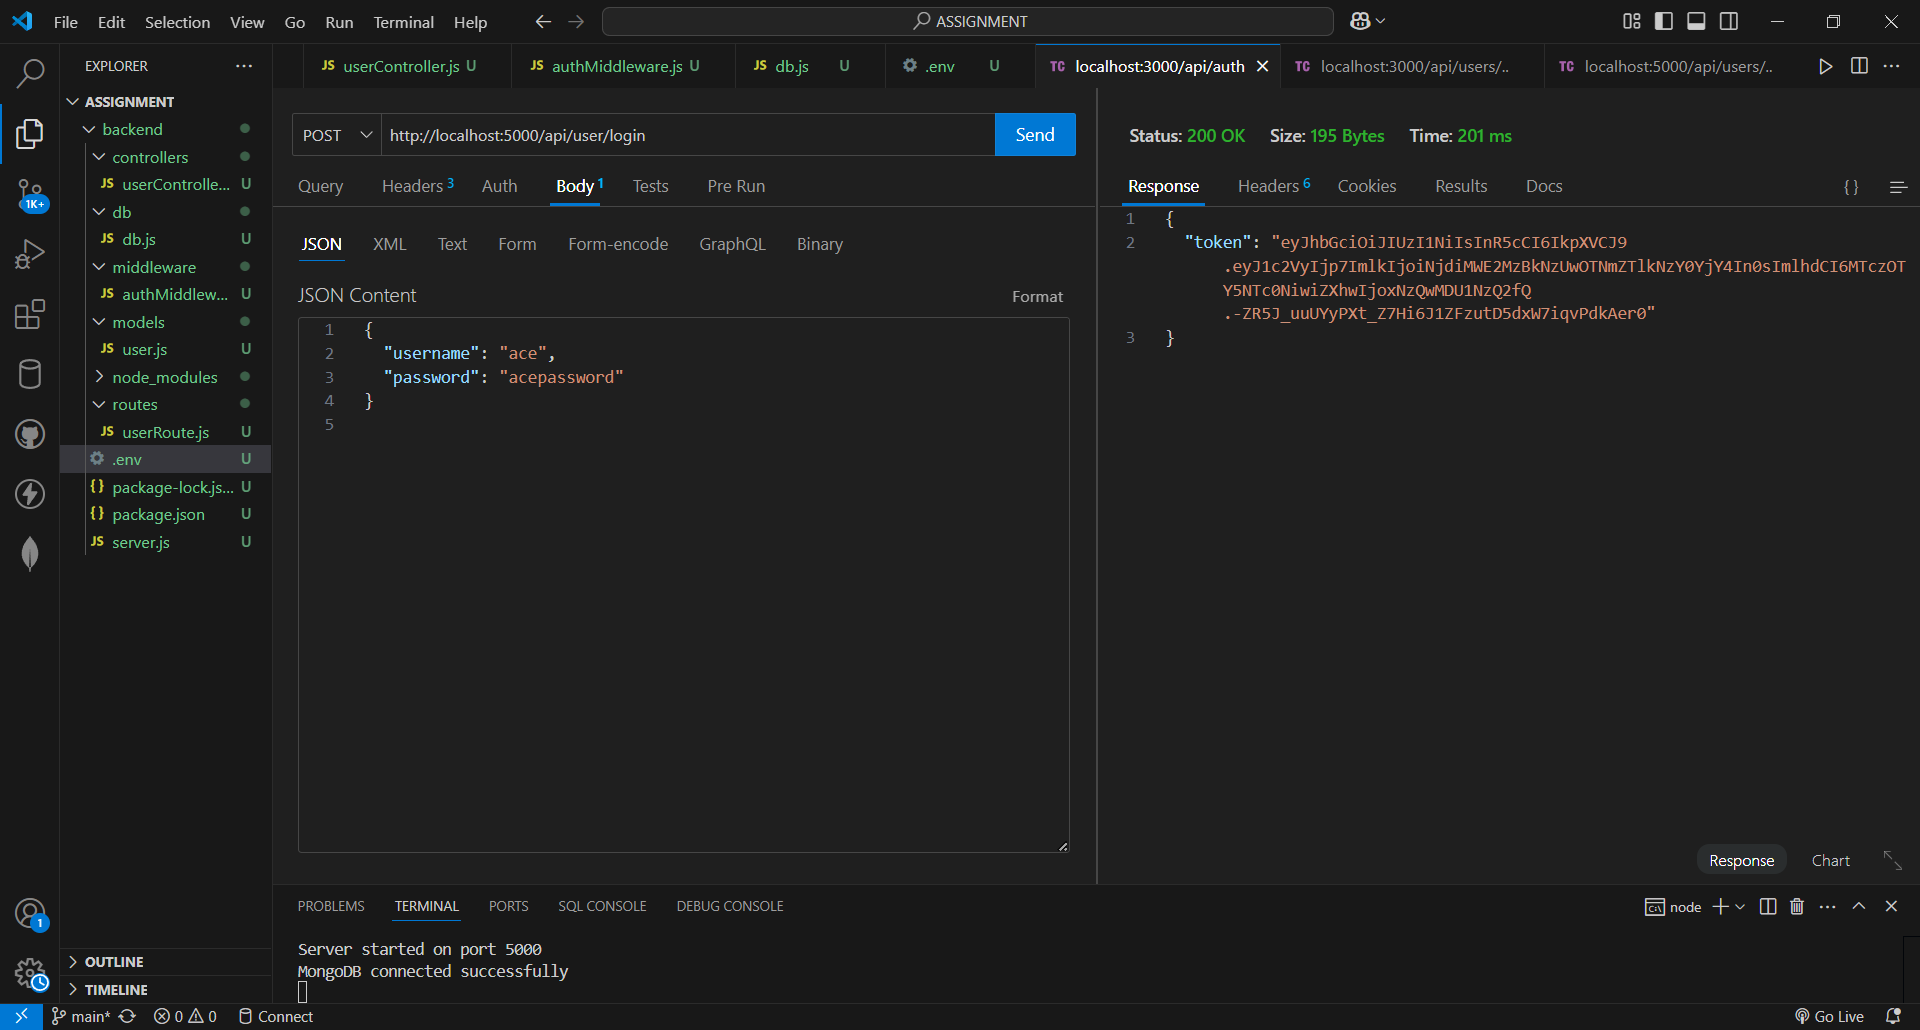 File Edit Selection View Go Run Terminal Help
ASSIGNMENT
EXPLORER
ASSIGNMENT
backend
controllers
JS userControlle... U
db
JS db.js U
middleware
JS authMiddlew... U
models
JS user.js U
node_modules
routes
JS userRoute.js U
.env U
{} package-lock.js... U
{} package.json U
JS server.js U
OUTLINE
TIMELINE
1K+
1
JS userController.js U
JS authMiddleware.js U
JS db.js U
.env U
TC localhost:3000/api/auth
TC localhost:3000/api/users/..
TC localhost:5000/api/users/..
POST http://localhost:5000/api/user/login Send
Query Headers 3 Auth Body 1 Tests Pre Run
JSON XML Text Form Form-encode GraphQL Binary
JSON Content Format
1 {
2 "username": "ace",
3 "password": "acepassword"
4 }
5
Status: 200 OK Size: 195 Bytes Time: 201 ms
Response Headers 6 Cookies Results Docs {}
1 {
2 "token": "eyJhbGciOiJIUzI1NiIsInR5cCI6IkpXVCJ9
.eyJ1c2VyIjp7ImlkIjoiNjdiMWE2MzBkNzUwOTNmZTlkNzY0YjY4In0sImlhdCI6MTczOT
Y5NTc0NiwiZXhwIjoxNzQwMDU1NzQ2fQ
.-ZR5J_uuUYyPXt_Z7Hi6J1ZFzutD5dxW7iqvPdkAer0"
3 }
Response Chart
PROBLEMS TERMINAL PORTS SQL CONSOLE DEBUG CONSOLE
node
Server started on port 5000
MongoDB connected successfully
main* 0 0 Connect Go Live